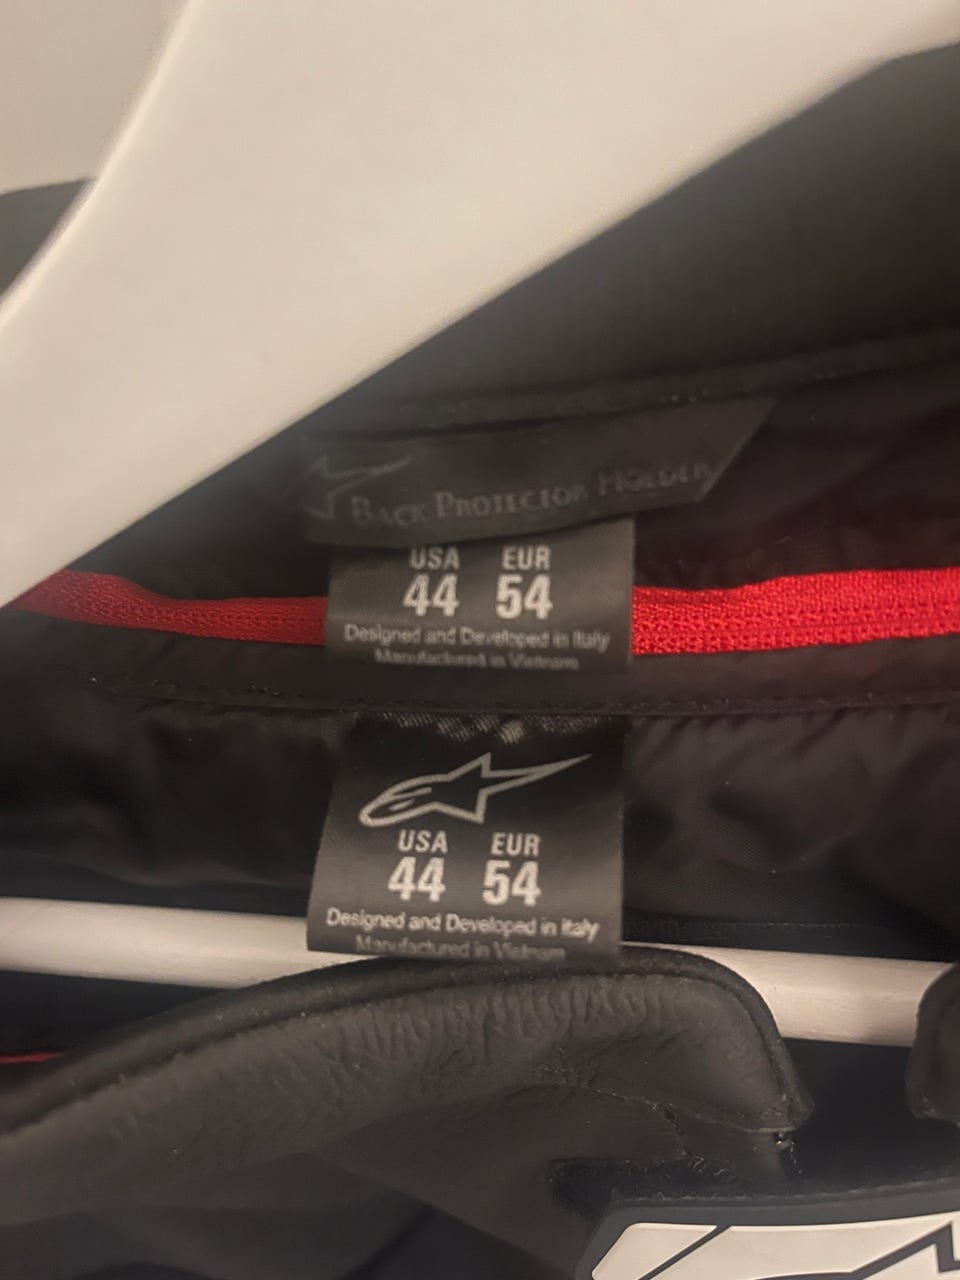 BACK PROTECTOR HOLDER
USA EUR
44 54
Designed and Developed in Italy
Manufactured in Vietnam
USA EUR
44 54
Designed and Developed in Italy
Manufactured in Vietnam